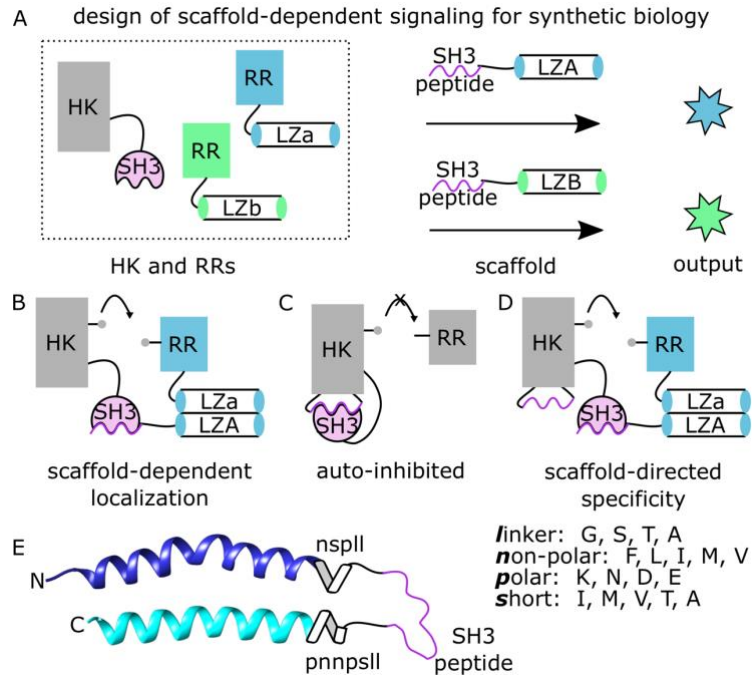 A design of scaffold-dependent signaling for synthetic biology
HK
SH3
RR
LZa
RR
LZb
SH3
peptide
LZA
SH3
peptide
LZB
HK and RRs
scaffold
output
B
HK
RR
SH3
LZa
LZA
scaffold-dependent
localization
C
x
HK
RR
SH3
auto-inhibited
D
HK
RR
SH3
LZa
LZA
scaffold-directed
specificity
E
N
nspll
C
pnnpsll
SH3
peptide
linker: G, S, T, A
non-polar: F, L, I, M, V
polar: K, N, D, E
short: I, M, V, T, A